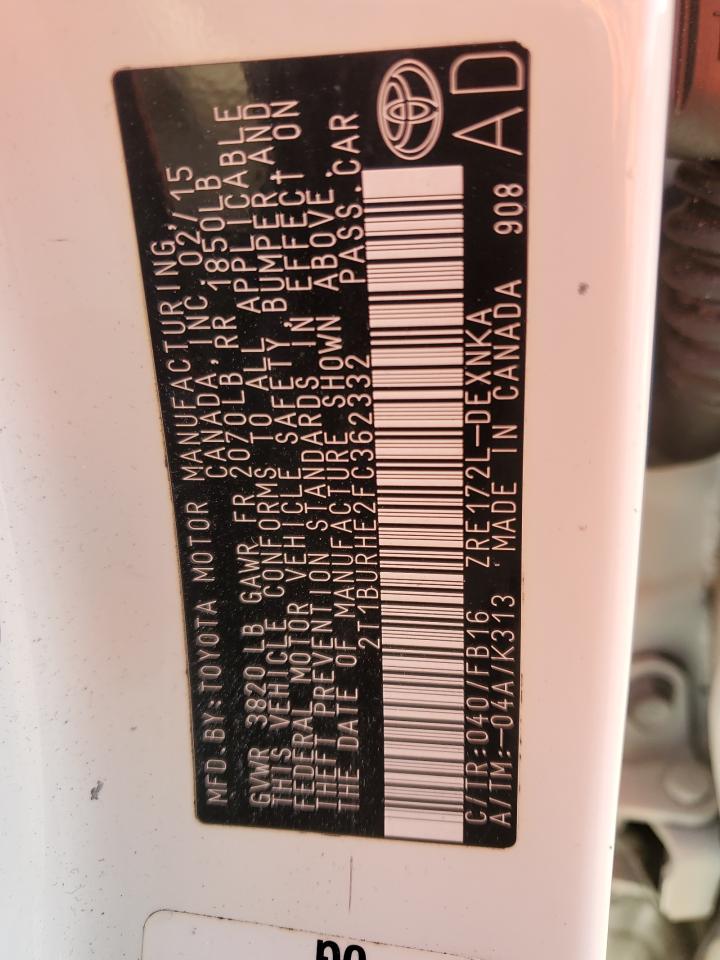 MFD.BY:TOYOTA MOTOR MANUFACTURING,
CANADA,INC.02/15
GVWR 3820 LB GAWR FR 2070LB,RR 1850LB
THIS VEHICLE CONFORMS TO ALL APPLICABLE
FEDERAL MOTOR VEHICLE SAFETY, BUMPER AND
THEFT PREVENTION STANDARDS IN EFFECT ON
THE DATE OF MANUFACTURE SHOWN ABOVE.
2T1BURHE2FC362332 PASS.CAR
C/TR:040/FB16 ZRE172L-DEXNKA
A/TM:-04A/K313 MADE IN CANADA 908
AD